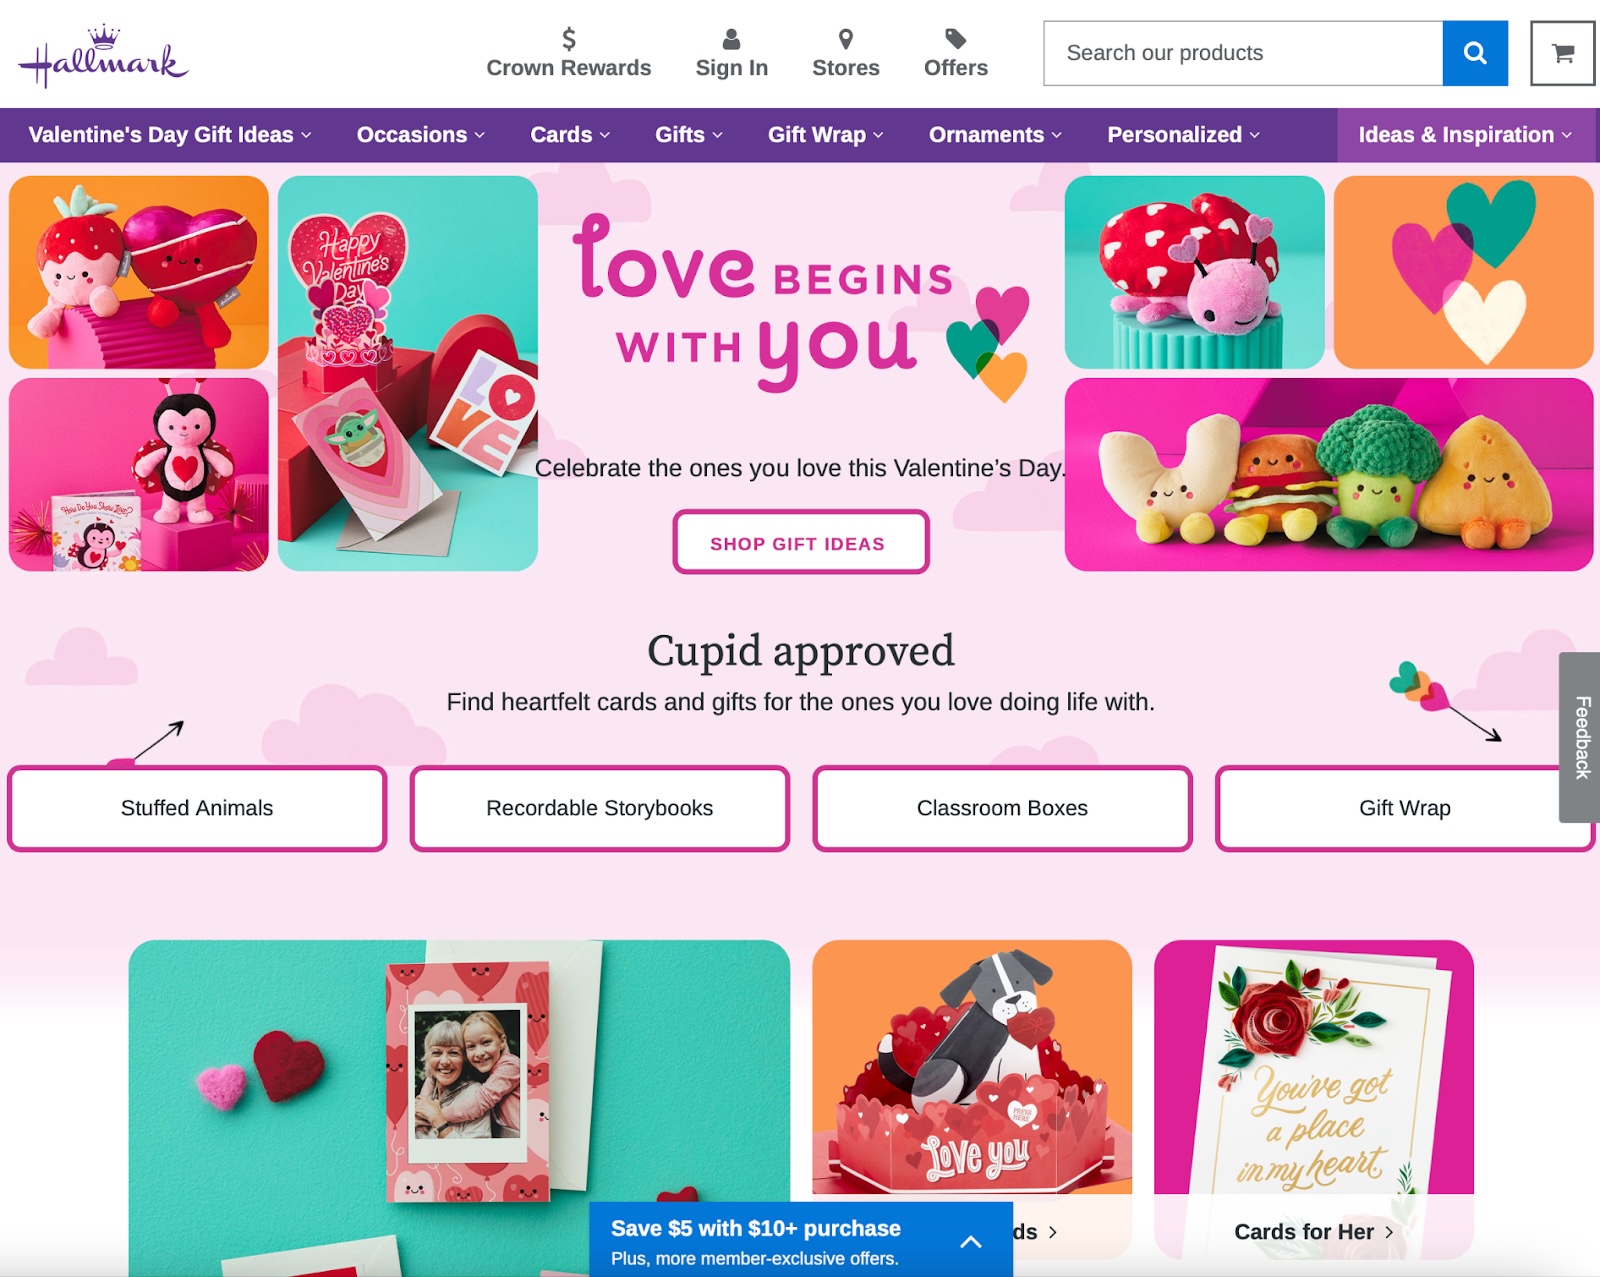 Hallmark
Crown Rewards
Sign In
Stores
Offers
Search our products
Valentine's Day Gift Ideas
Occasions
Cards
Gifts
Gift Wrap
Ornaments
Personalized
Ideas & Inspiration
Happy
Valentine's
Day
LOVE
How Do You Show Love?
love BEGINS
WITH you
Celebrate the ones you love this Valentine’s Day.
SHOP GIFT IDEAS
Cupid approved
Find heartfelt cards and gifts for the ones you love doing life with.
Feedback
Stuffed Animals
Recordable Storybooks
Classroom Boxes
Gift Wrap
PRESS
HERE
Love you
You've got
a place
in my heart
ds
Cards for Her
Save $5 with $10+ purchase
Plus, more member-exclusive offers.